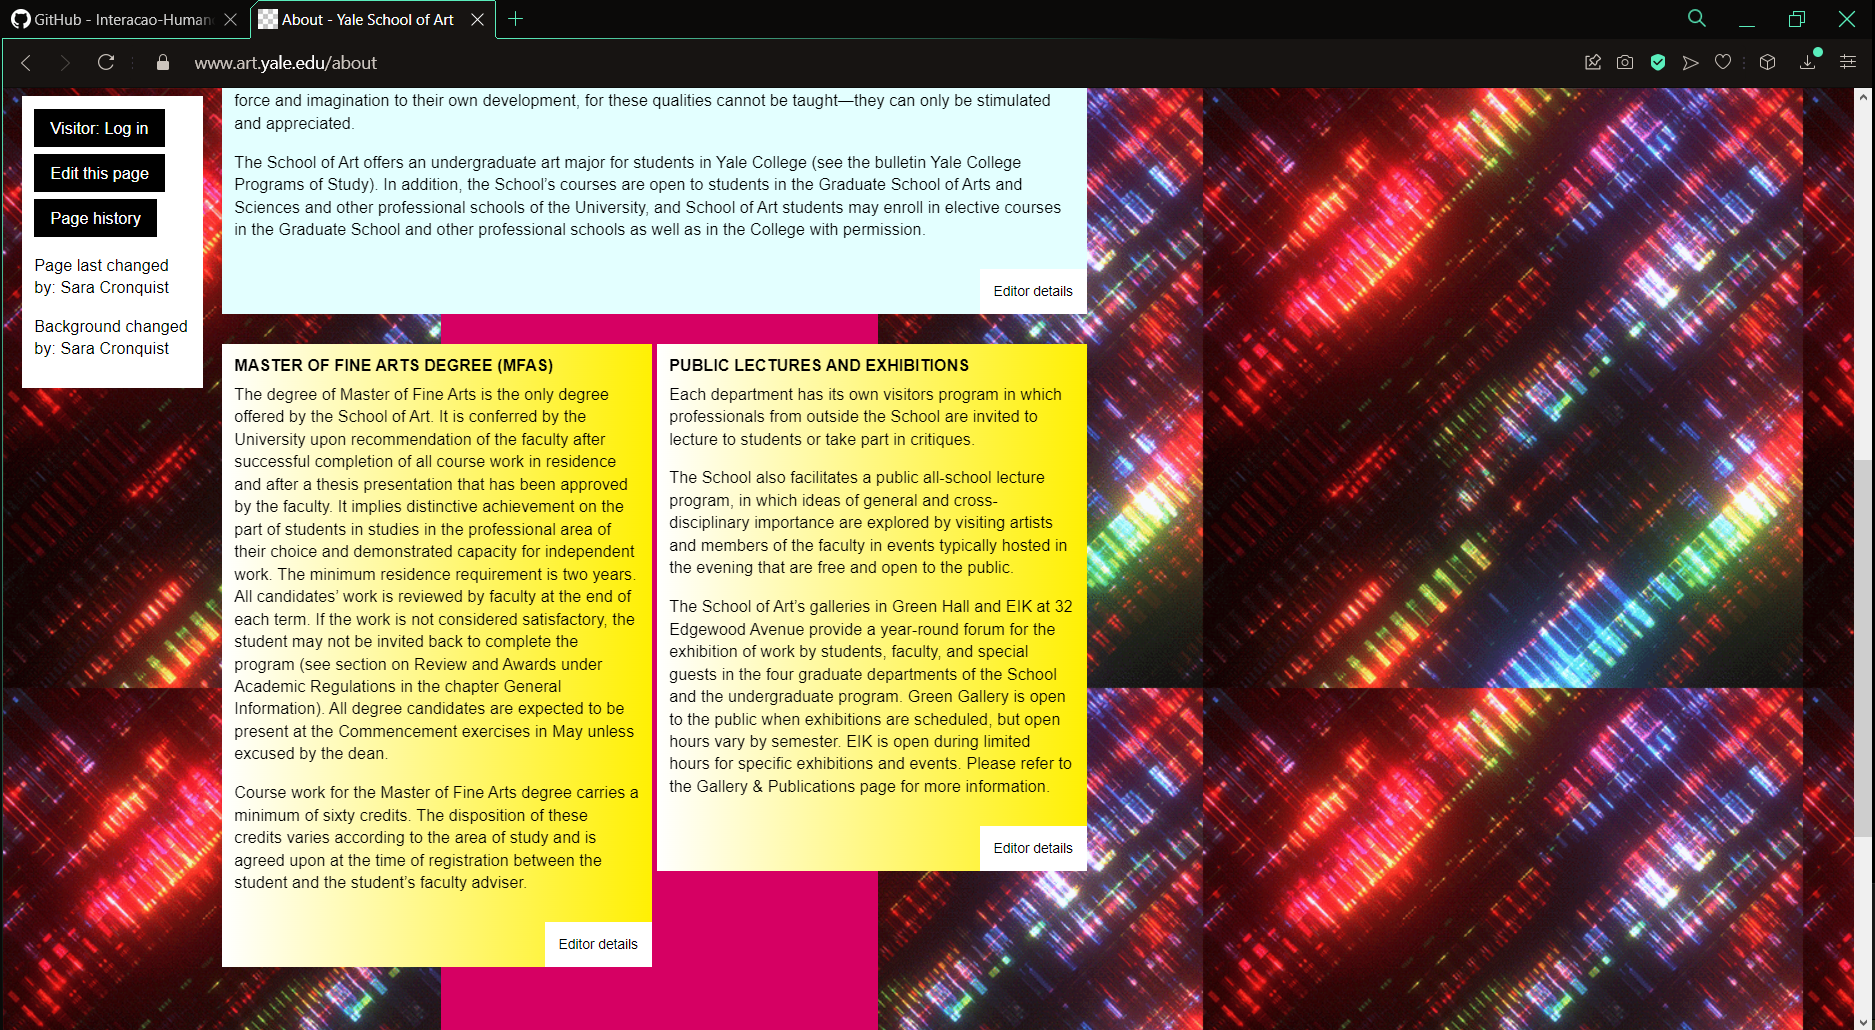 GitHub - Interacao-Human
About - Yale School of Art
www.art.yale.edu/about
Visitor: Log in
Edit this page
Page history
Page last changed
by: Sara Cronquist
Background changed
by: Sara Cronquist
force and imagination to their own development, for these qualities cannot be taught—they can only be stimulated
and appreciated.
The School of Art offers an undergraduate art major for students in Yale College (see the bulletin Yale College
Programs of Study). In addition, the School’s courses are open to students in the Graduate School of Arts and
Sciences and other professional schools of the University, and School of Art students may enroll in elective courses
in the Graduate School and other professional schools as well as in the College with permission.
Editor details
MASTER OF FINE ARTS DEGREE (MFAS)
The degree of Master of Fine Arts is the only degree
offered by the School of Art. It is conferred by the
University upon recommendation of the faculty after
successful completion of all course work in residence
and after a thesis presentation that has been approved
by the faculty. It implies distinctive achievement on the
part of students in studies in the professional area of
their choice and demonstrated capacity for independent
work. The minimum residence requirement is two years.
All candidates’ work is reviewed by faculty at the end of
each term. If the work is not considered satisfactory, the
student may not be invited back to complete the
program (see section on Review and Awards under
Academic Regulations in the chapter General
Information). All degree candidates are expected to be
present at the Commencement exercises in May unless
excused by the dean.
Course work for the Master of Fine Arts degree carries a
minimum of sixty credits. The disposition of these
credits varies according to the area of study and is
agreed upon at the time of registration between the
student and the student’s faculty adviser.
Editor details
PUBLIC LECTURES AND EXHIBITIONS
Each department has its own visitors program in which
professionals from outside the School are invited to
lecture to students or take part in critiques.
The School also facilitates a public all-school lecture
program, in which ideas of general and cross-
disciplinary importance are explored by visiting artists
and members of the faculty in events typically hosted in
the evening that are free and open to the public.
The School of Art’s galleries in Green Hall and EIK at 32
Edgewood Avenue provide a year-round forum for the
exhibition of work by students, faculty, and special
guests in the four graduate departments of the School
and the undergraduate program. Green Gallery is open
to the public when exhibitions are scheduled, but open
hours vary by semester. EIK is open during limited
hours for specific exhibitions and events. Please refer to
the Gallery & Publications page for more information.
Editor details